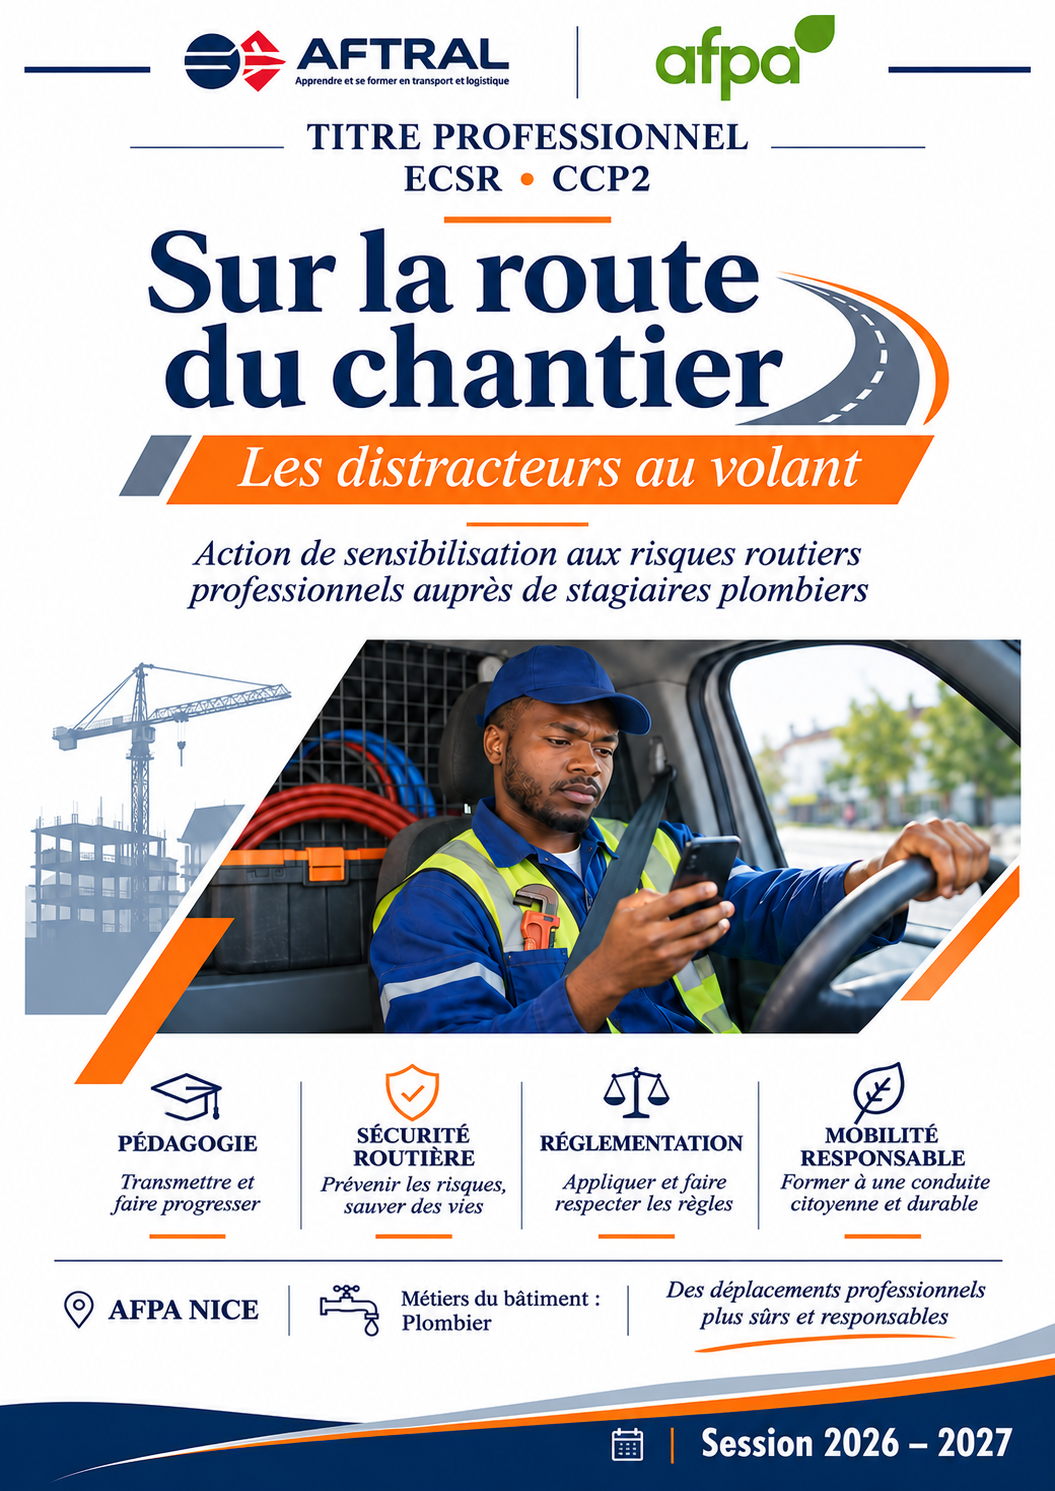 AFTRAL
Apprendre et se former en transport et logistique
afpa
TITRE PROFESSIONNEL
ECSR • CCP2
Sur la route
du chantier
Les distracteurs au volant
Action de sensibilisation aux risques routiers
professionnels auprès de stagiaires plombiers
PÉDAGOGIE
Transmettre et
faire progresser
SÉCURITÉ
ROUTIÈRE
Prévenir les risques,
sauver des vies
RÉGLEMENTATION
Appliquer et faire
respecter les règles
MOBILITÉ
RESPONSABLE
Former à une conduite
citoyenne et durable
AFPA NICE
Métiers du bâtiment :
Plombier
Des déplacements professionnels
plus sûrs et responsables
Session 2026 – 2027